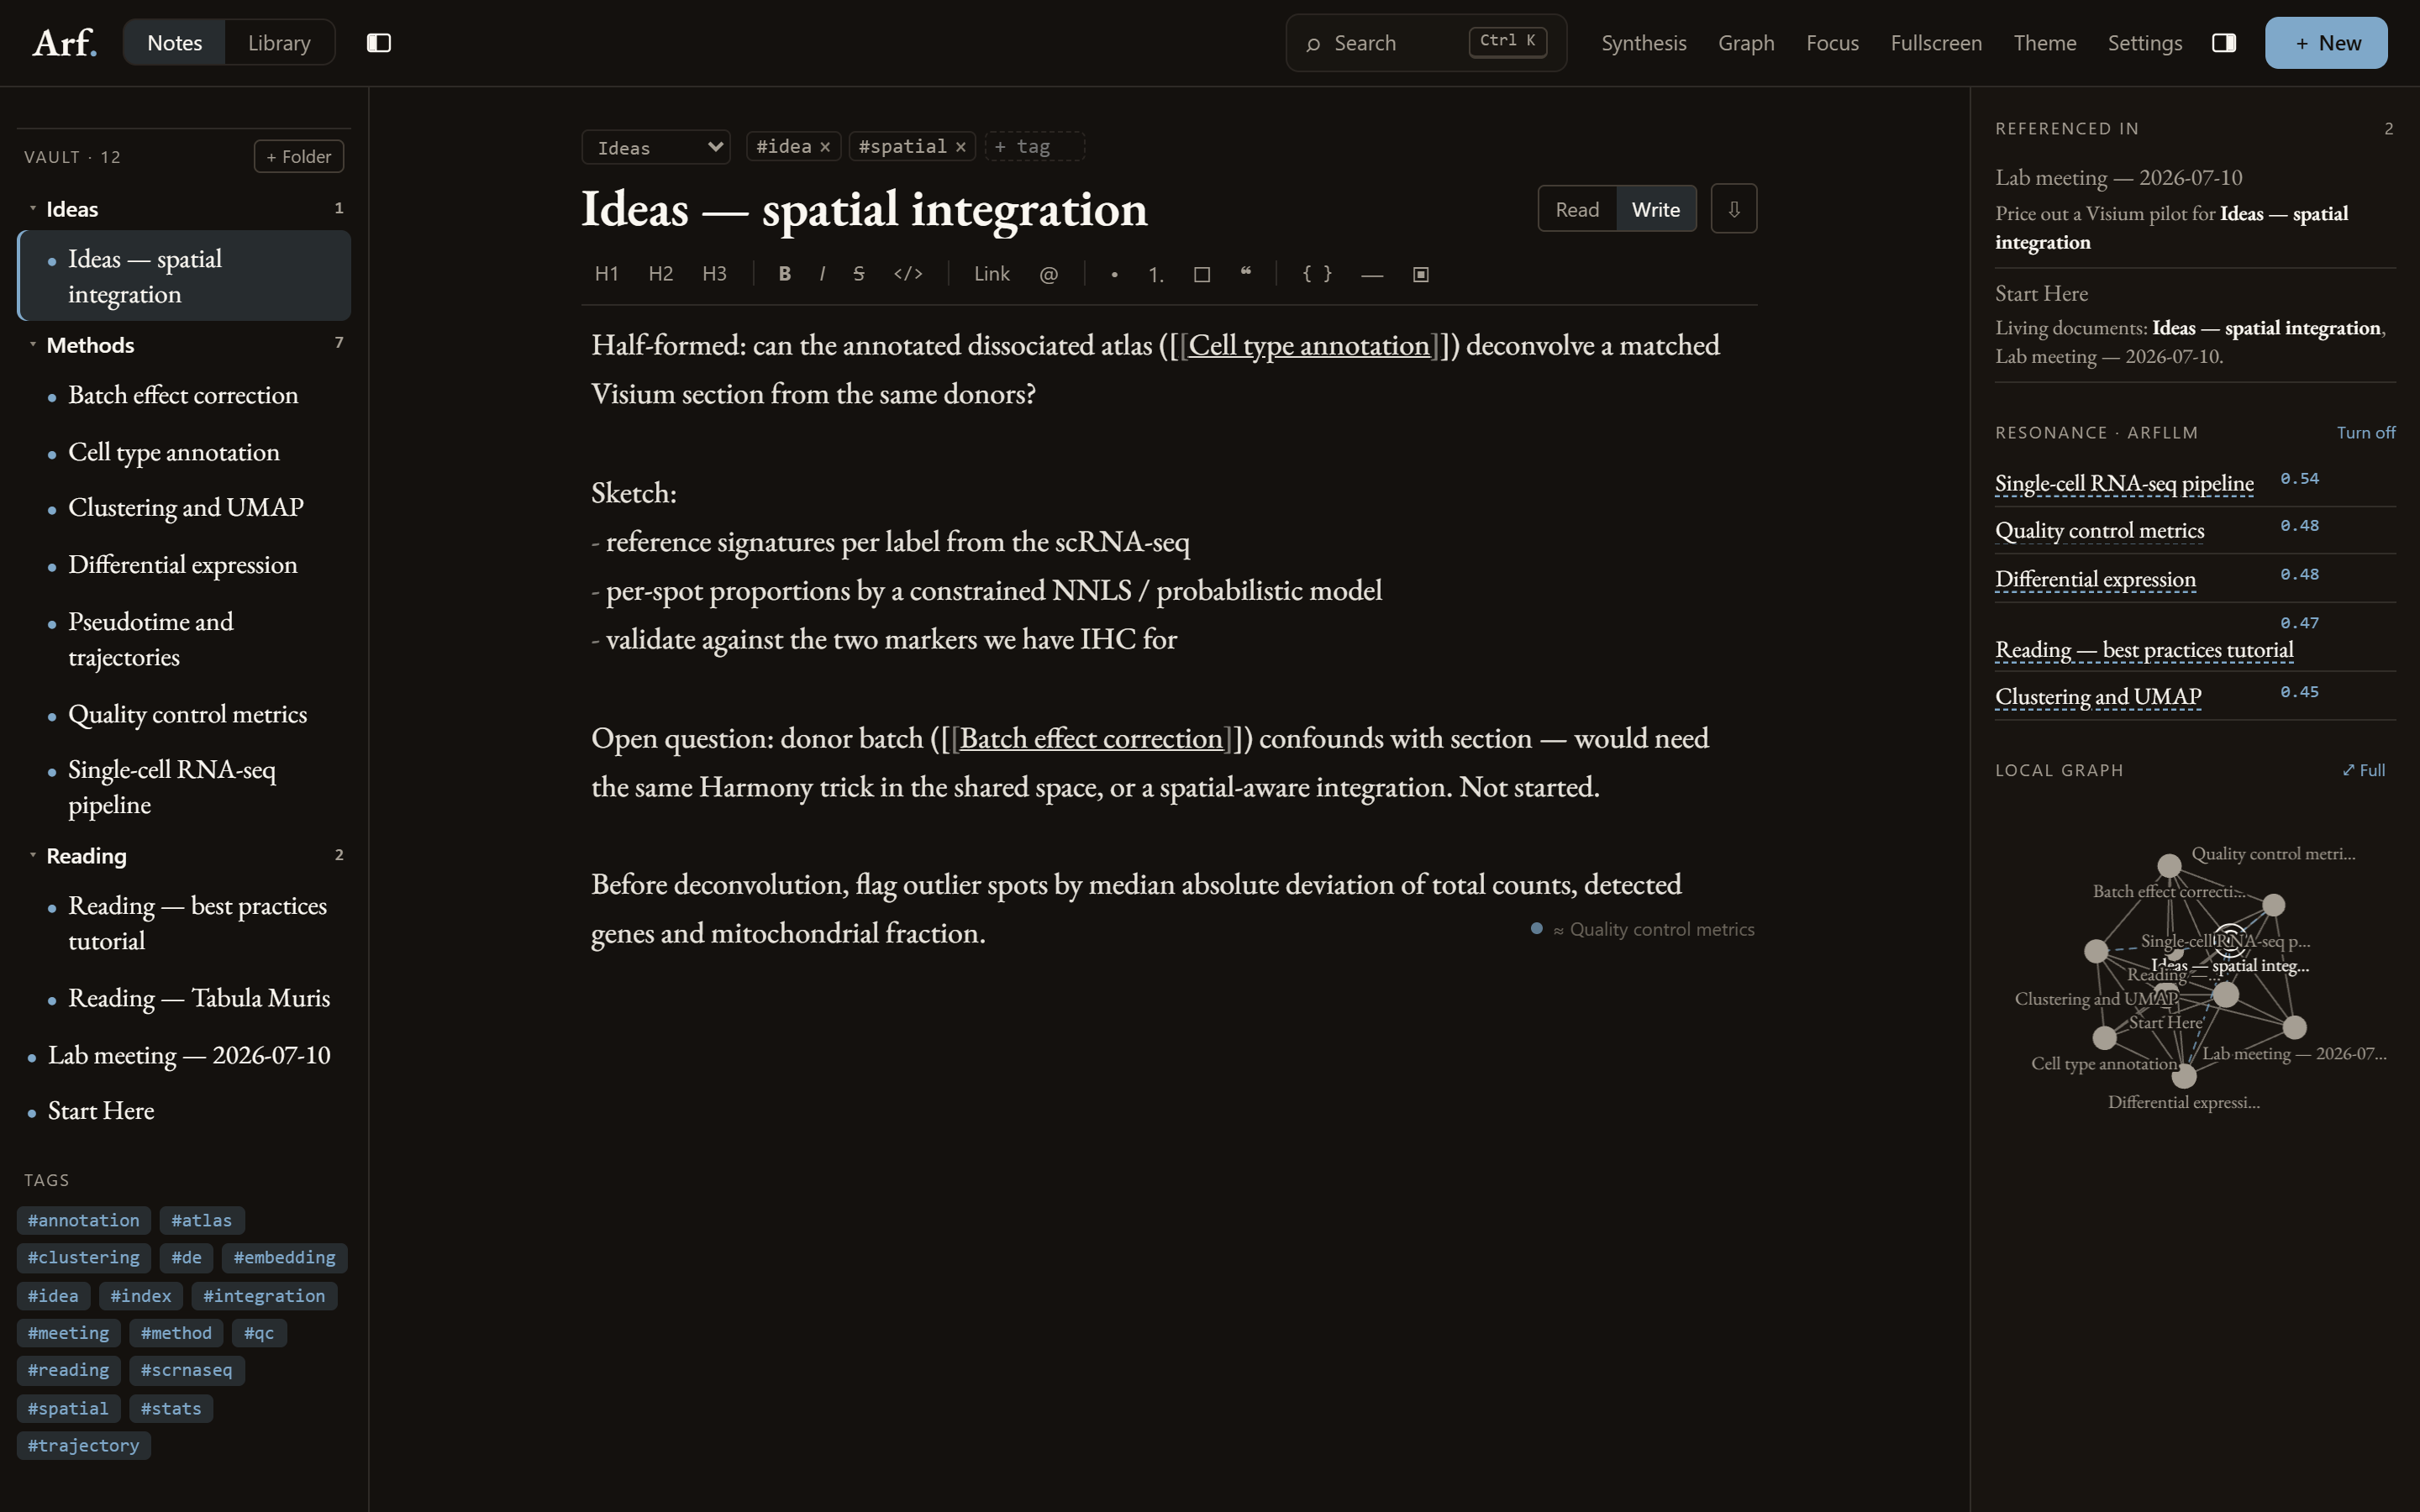 Arf.
Notes
Library
Search
Ctrl K
Synthesis
Graph
Focus
Fullscreen
Theme
Settings
+ New
VAULT · 12
+ Folder
Ideas
1
Ideas — spatial
integration
Methods
7
Batch effect correction
Cell type annotation
Clustering and UMAP
Differential expression
Pseudotime and
trajectories
Quality control metrics
Single-cell RNA-seq
pipeline
Reading
2
Reading — best practices
tutorial
Reading — Tabula Muris
Lab meeting — 2026-07-10
Start Here
TAGS
#annotation #atlas
#clustering #de #embedding
#idea #index #integration
#meeting #method #qc
#reading #scrnaseq
#spatial #stats
#trajectory
Ideas
#idea ×
#spatial ×
+ tag
Ideas — spatial integration
Read
Write
⇩
H1 H2 H3 B I S </> Link @ • 1. ☐ ❝ { } — ▣
Half-formed: can the annotated dissociated atlas ([[Cell type annotation]]) deconvolve a matched
Visium section from the same donors?
Sketch:
- reference signatures per label from the scRNA-seq
- per-spot proportions by a constrained NNLS / probabilistic model
- validate against the two markers we have IHC for
Open question: donor batch ([[Batch effect correction]]) confounds with section — would need
the same Harmony trick in the shared space, or a spatial-aware integration. Not started.
Before deconvolution, flag outlier spots by median absolute deviation of total counts, detected
genes and mitochondrial fraction.
≈ Quality control metrics
REFERENCED IN
2
Lab meeting — 2026-07-10
Price out a Visium pilot for Ideas — spatial
integration
Start Here
Living documents: Ideas — spatial integration,
Lab meeting — 2026-07-10.
RESONANCE · ARFLLM
Turn off
Single-cell RNA-seq pipeline 0.54
Quality control metrics 0.48
Differential expression 0.48
0.47
Reading — best practices tutorial
Clustering and UMAP 0.45
LOCAL GRAPH
⤢ Full
Quality control metri…
Batch effect correcti…
Single-cell RNA-seq p…
Ideas — spatial integ…
Reading —…
Clustering and UMAP
Start Here
Lab meeting — 2026-07…
Cell type annotation
Differential expressi…